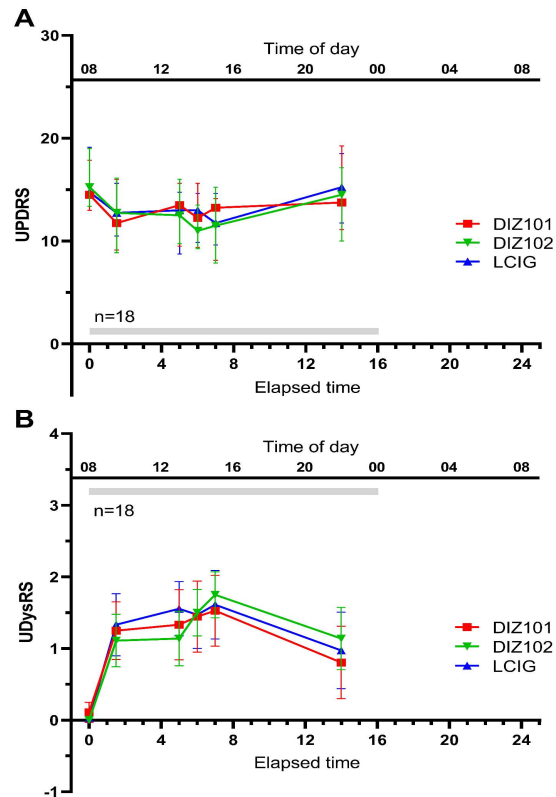 A
Time of day
08 12 16 20 00 04 08
30
20
10
0
UPDRS
DIZ101
DIZ102
LCIG
n=18
0 4 8 12 16 20 24
Elapsed time
B
Time of day
08 12 16 20 00 04 08
4
3
2
1
0
-1
UDysRS
n=18
DIZ101
DIZ102
LCIG
0 4 8 12 16 20 24
Elapsed time